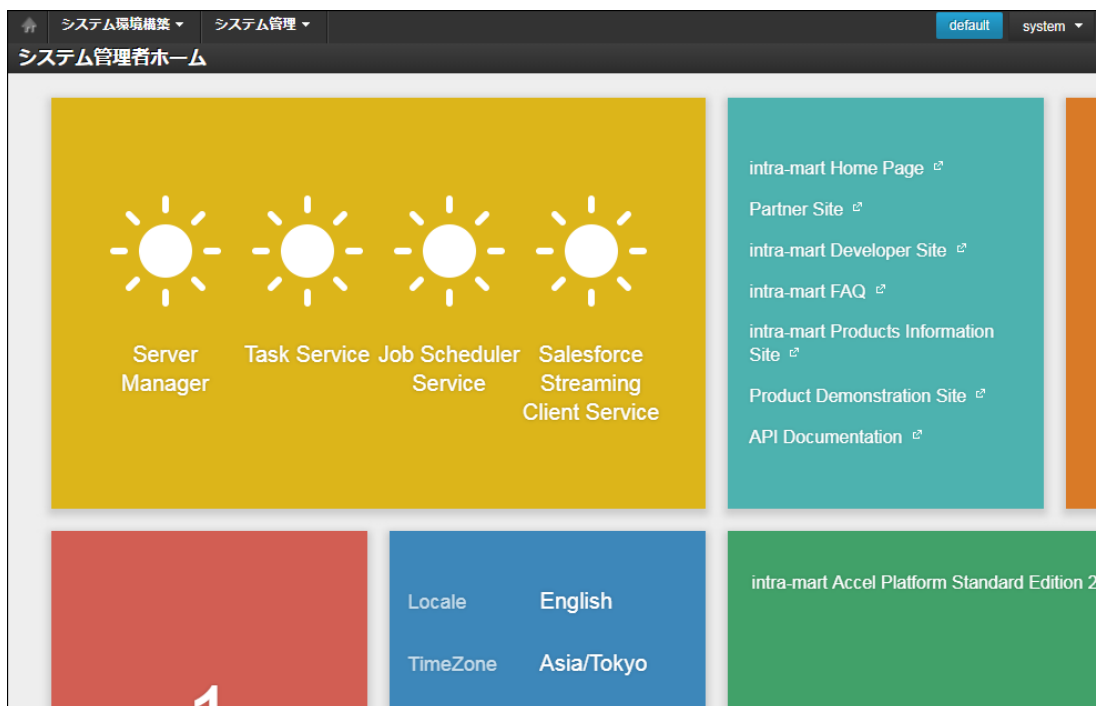 システム環境構築 システム管理 default system
システム管理者ホーム
Server
Manager
Task Service
Job Scheduler
Service
Salesforce
Streaming
Client Service
intra-mart Home Page
Partner Site
intra-mart Developer Site
intra-mart FAQ
intra-mart Products Information
Site
Product Demonstration Site
API Documentation
1
Locale English
TimeZone Asia/Tokyo
intra-mart Accel Platform Standard Edition 2